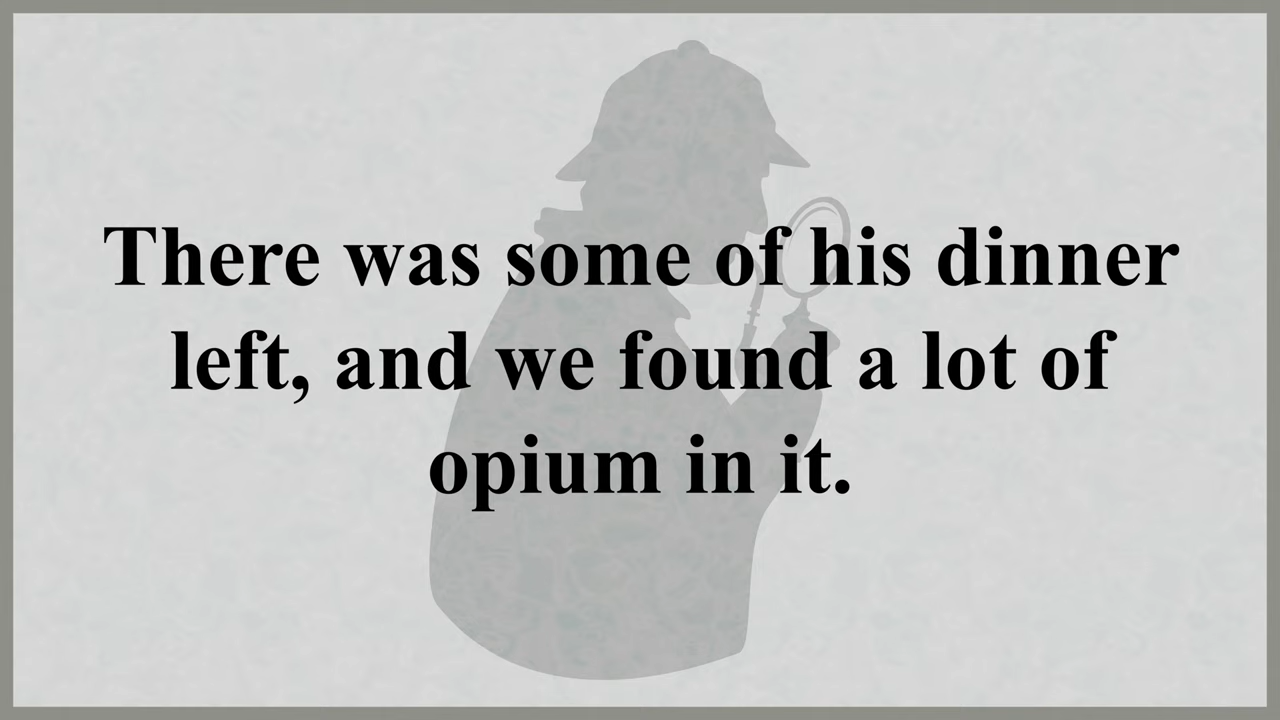 There was some of his dinner
left, and we found a lot of
opium in it.